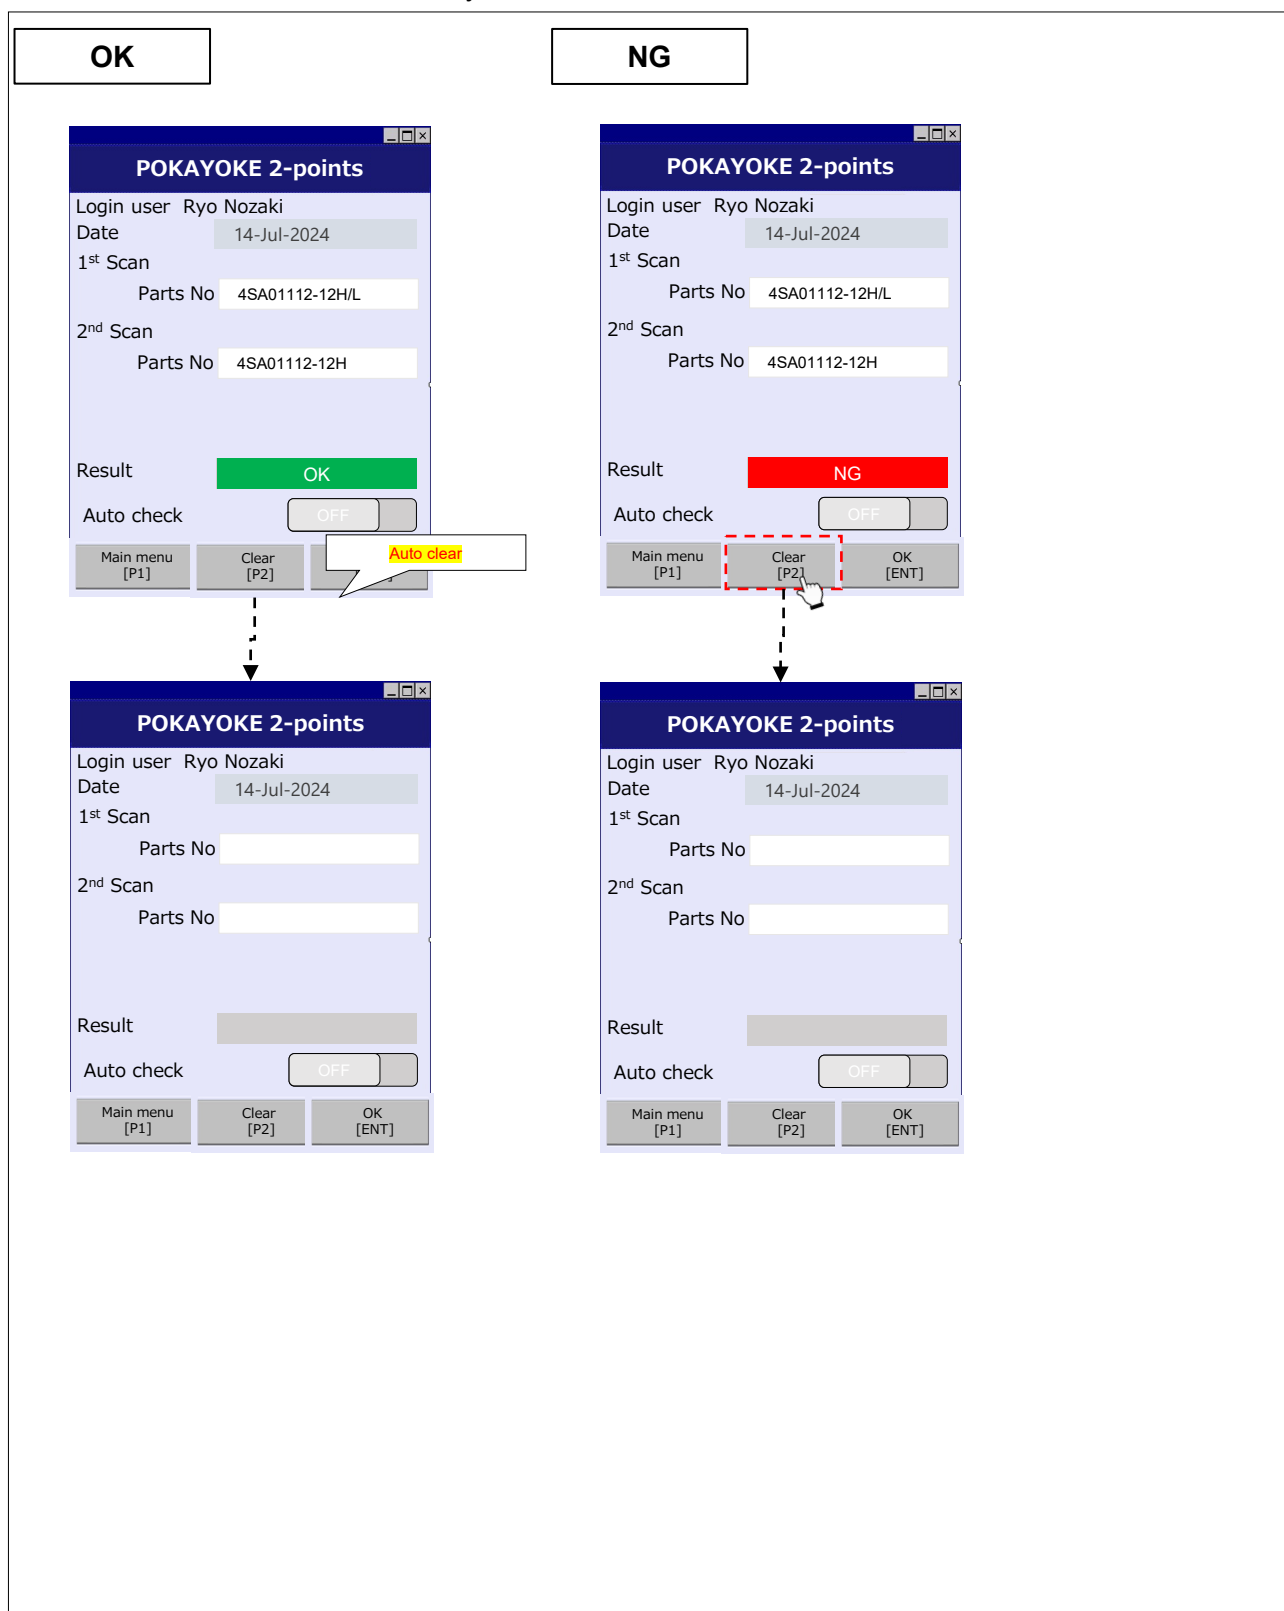 OK
POKAYOKE 2-points
Login user Ryo Nozaki
Date 14-Jul-2024
1st Scan
Parts No 4SA01112-12H/L
2nd Scan
Parts No 4SA01112-12H
Result OK
Auto check OFF
Main menu
[P1]
Clear
[P2]
Auto clear
POKAYOKE 2-points
Login user Ryo Nozaki
Date 14-Jul-2024
1st Scan
Parts No
2nd Scan
Parts No
Result
Auto check OFF
Main menu
[P1]
Clear
[P2]
OK
[ENT]
NG
POKAYOKE 2-points
Login user Ryo Nozaki
Date 14-Jul-2024
1st Scan
Parts No 4SA01112-12H/L
2nd Scan
Parts No 4SA01112-12H
Result NG
Auto check OFF
Main menu
[P1]
Clear
[P2]
OK
[ENT]
POKAYOKE 2-points
Login user Ryo Nozaki
Date 14-Jul-2024
1st Scan
Parts No
2nd Scan
Parts No
Result
Auto check OFF
Main menu
[P1]
Clear
[P2]
OK
[ENT]